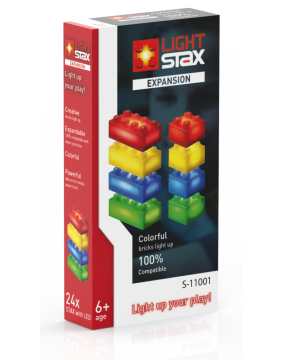 LIGHT
STAX
EXPANSION
Colorful
bricks light up
100%
Compatible
S-11001
Light up your play!
LIGHT
STAX
EXPANSION
Light up
your play!
Creative
Expandable
Colorful
Powerful
24x
STAX with LED
6+
age